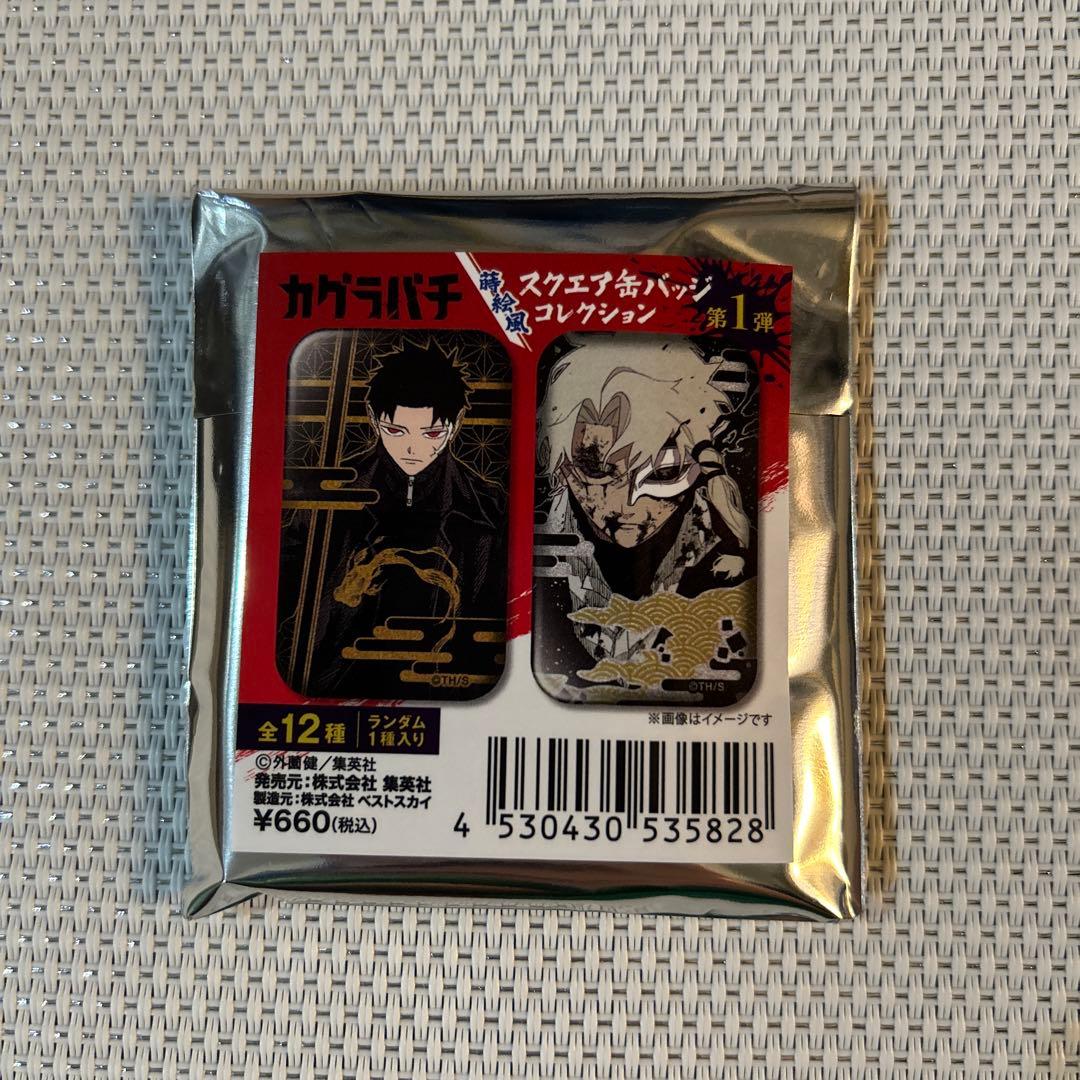 カグラバチ
蒔絵風
スクエア缶バッジ
コレクション
第1弾
©TH/S
©TH/S
※画像はイメージです
全12種
ランダム
1種入り
©外薗健／集英社
発売元:株式会社 集英社
製造元:株式会社 ベストスカイ
¥660(税込)
4 530430 535828